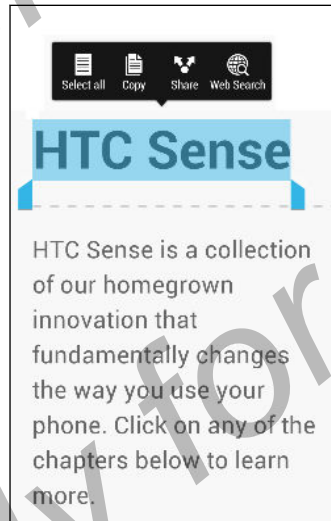 Select all Copy Share Web Search
HTC Sense
HTC Sense is a collection
of our homegrown
innovation that
fundamentally changes
the way you use your
phone. Click on any of the
chapters below to learn
more.